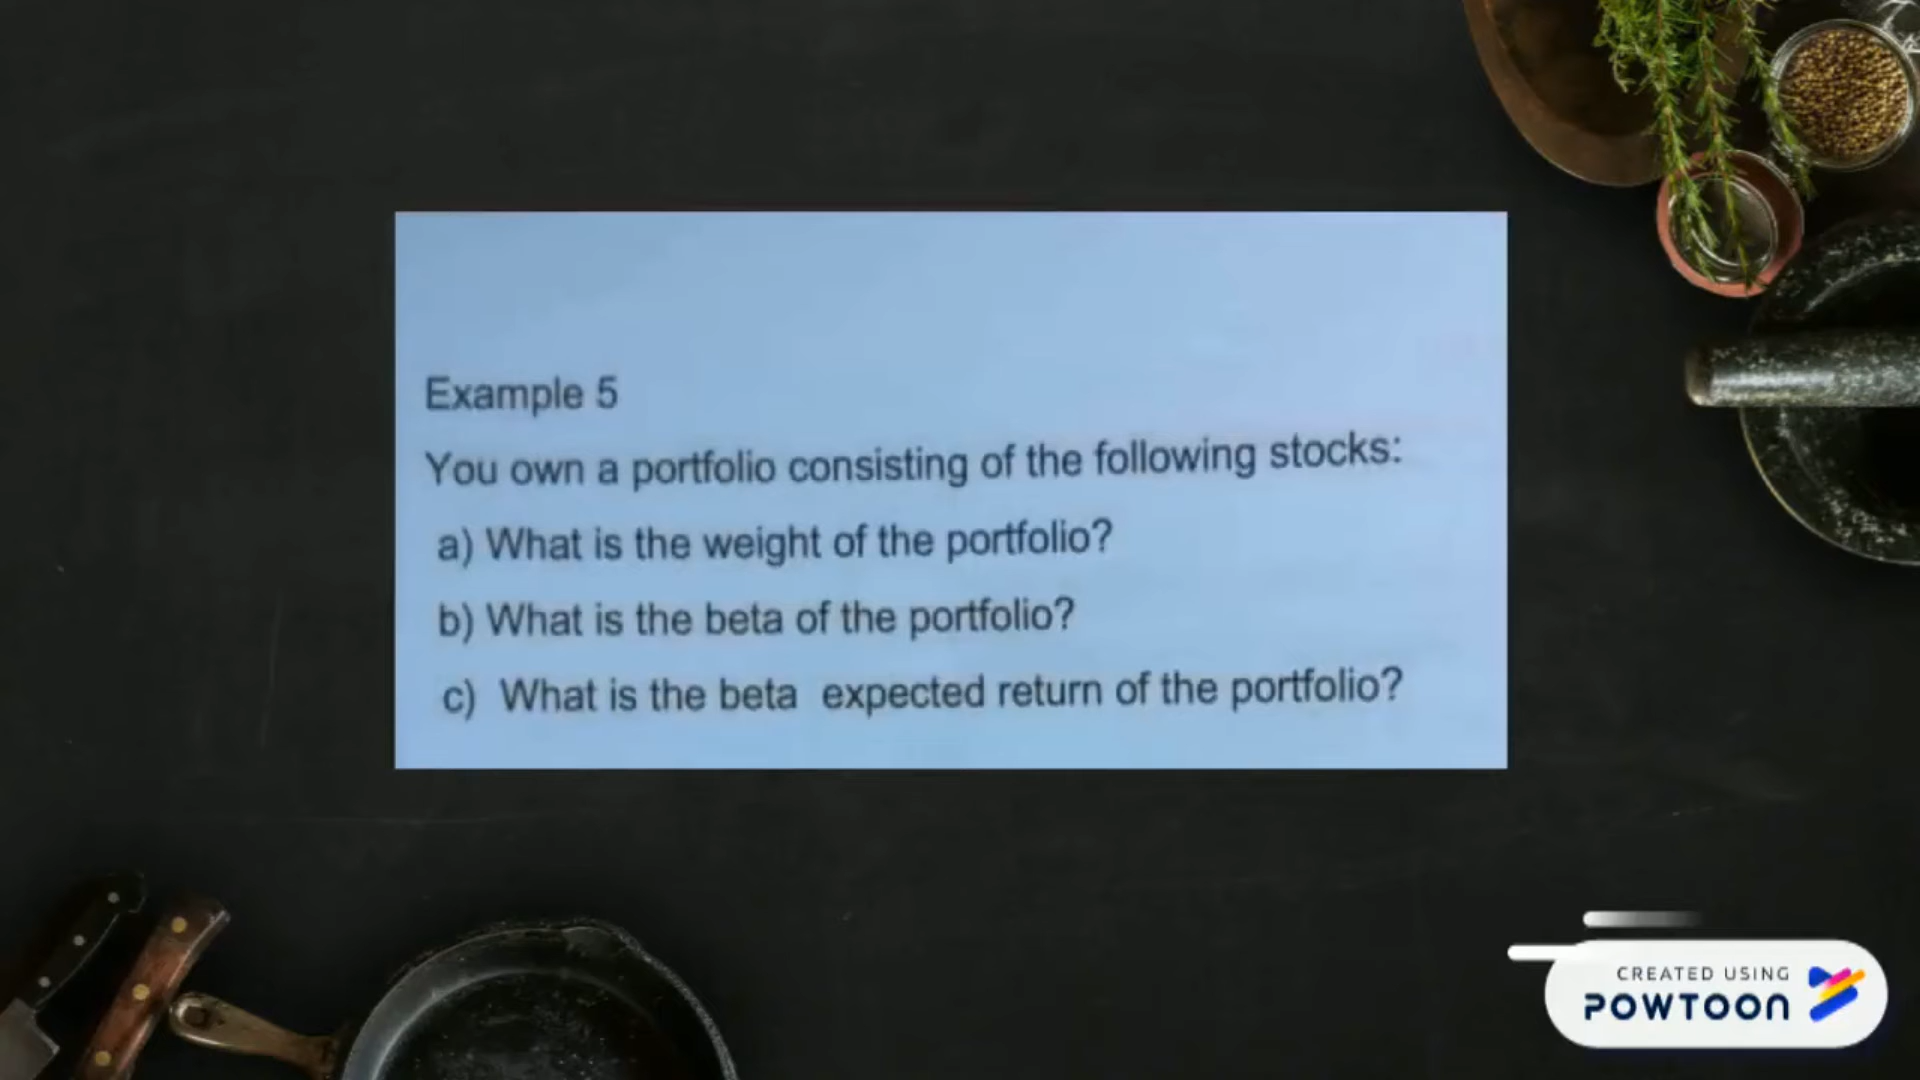 Example 5
You own a portfolio consisting of the following stocks:
a) What is the weight of the portfolio?
b) What is the beta of the portfolio?
c) What is the beta expected return of the portfolio?
CREATED USING
POWTOON